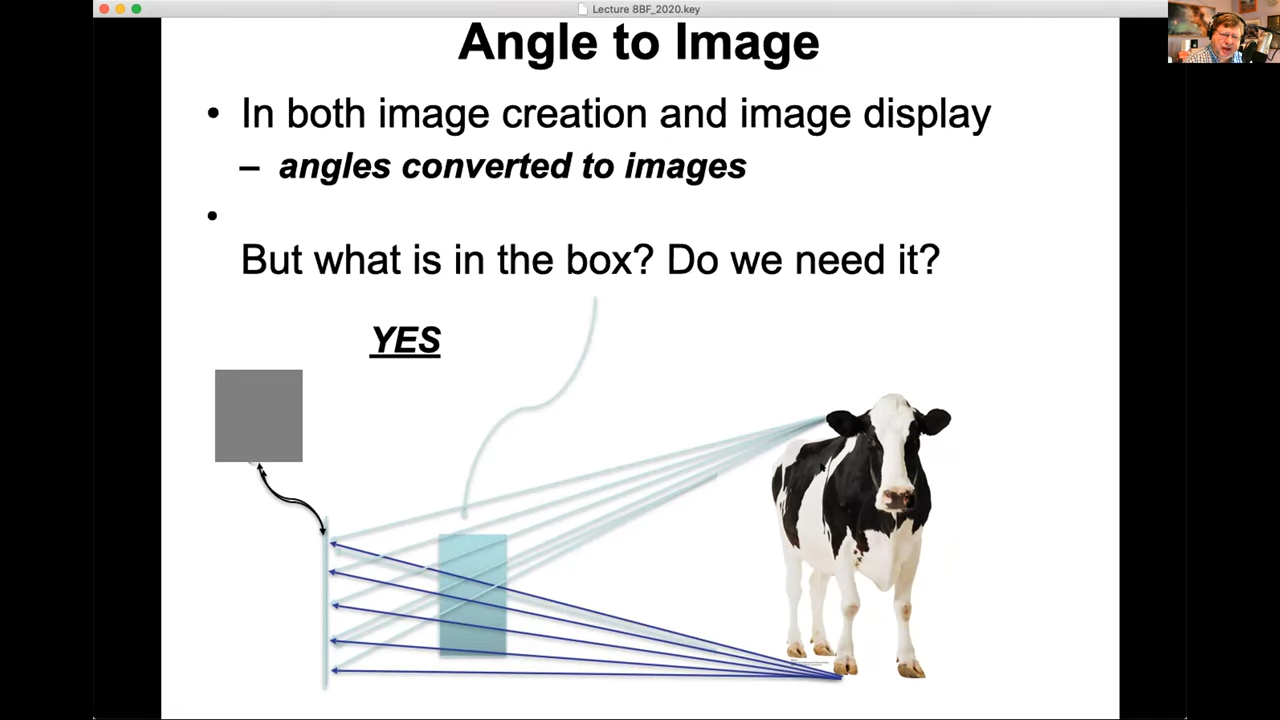 Lecture 8BF_2020.key
Angle to Image
• In both image creation and image display
– angles converted to images
•
But what is in the box? Do we need it?
YES